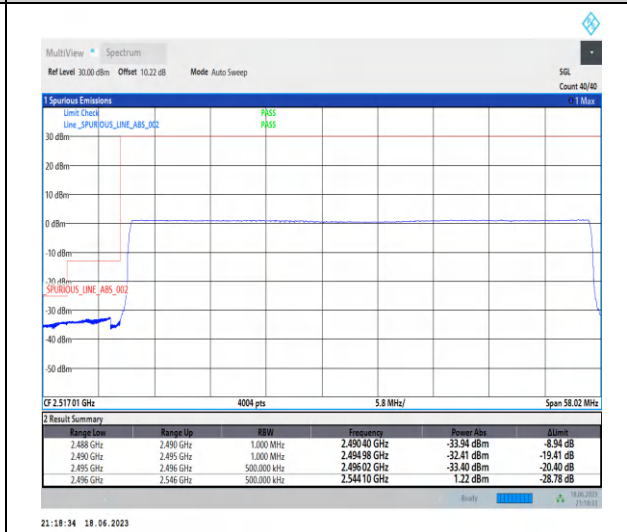 MultiView Spectrum
Ref Level 30.00 dBm Offset 10.22 dB Mode Auto Sweep SGL
Count 40/40
1 Spurious Emissions 1 Max
Limit Check PASS
Line _SPURIOUS_LINE_ABS_002 PASS
30 dBm
20 dBm
10 dBm
0 dBm
-10 dBm
-20 dBm
_SPURIOUS_LINE_ABS_002
-30 dBm
-40 dBm
-50 dBm
CF 2.517 01 GHz 4004 pts 5.8 MHz/ Span 58.02 MHz
2 Result Summary
Range Low Range Up RBW Frequency Power Abs ΔLimit
2.488 GHz 2.490 GHz 1.000 MHz 2.490 40 GHz -33.94 dBm -8.94 dB
2.490 GHz 2.495 GHz 1.000 MHz 2.494 98 GHz -32.41 dBm -19.41 dB
2.495 GHz 2.496 GHz 500.000 kHz 2.496 02 GHz -33.40 dBm -20.40 dB
2.496 GHz 2.546 GHz 500.000 kHz 2.544 10 GHz 1.22 dBm -28.78 dB
Ready 18.06.2023
21:18:34 18.06.2023